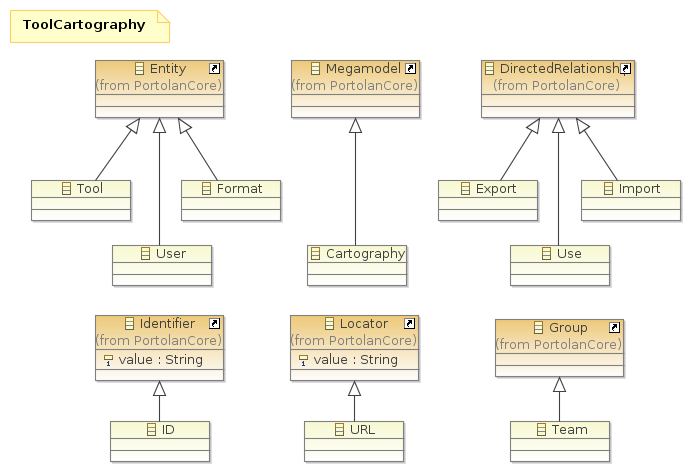 ToolCartography
Entity
(from PortolanCore)
Megamodel
(from PortolanCore)
DirectedRelationsh
(from PortolanCore)
Tool
Format
Export
Import
User
Cartography
Use
Identifier
(from PortolanCore)
value : String
Locator
(from PortolanCore)
value : String
Group
(from PortolanCore)
ID
URL
Team